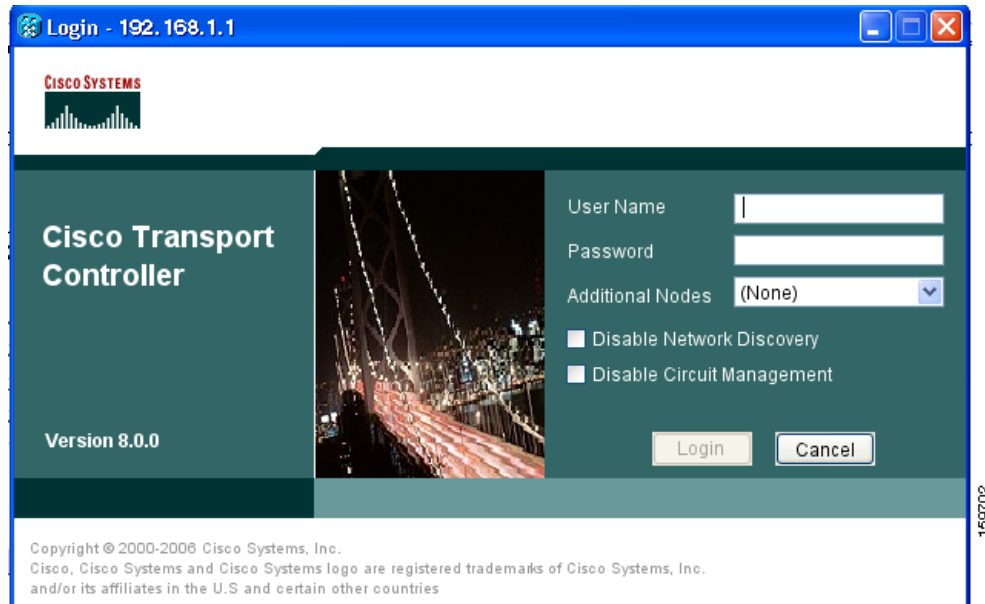 Login - 192.168.1.1
CISCO SYSTEMS
Cisco Transport
Controller
Version 8.0.0
User Name
Password
Additional Nodes (None)
Disable Network Discovery
Disable Circuit Management
Login Cancel
159702
Copyright © 2000-2006 Cisco Systems, Inc.
Cisco, Cisco Systems and Cisco Systems logo are registered trademarks of Cisco Systems, Inc.
and/or its affiliates in the U.S and certain other countries